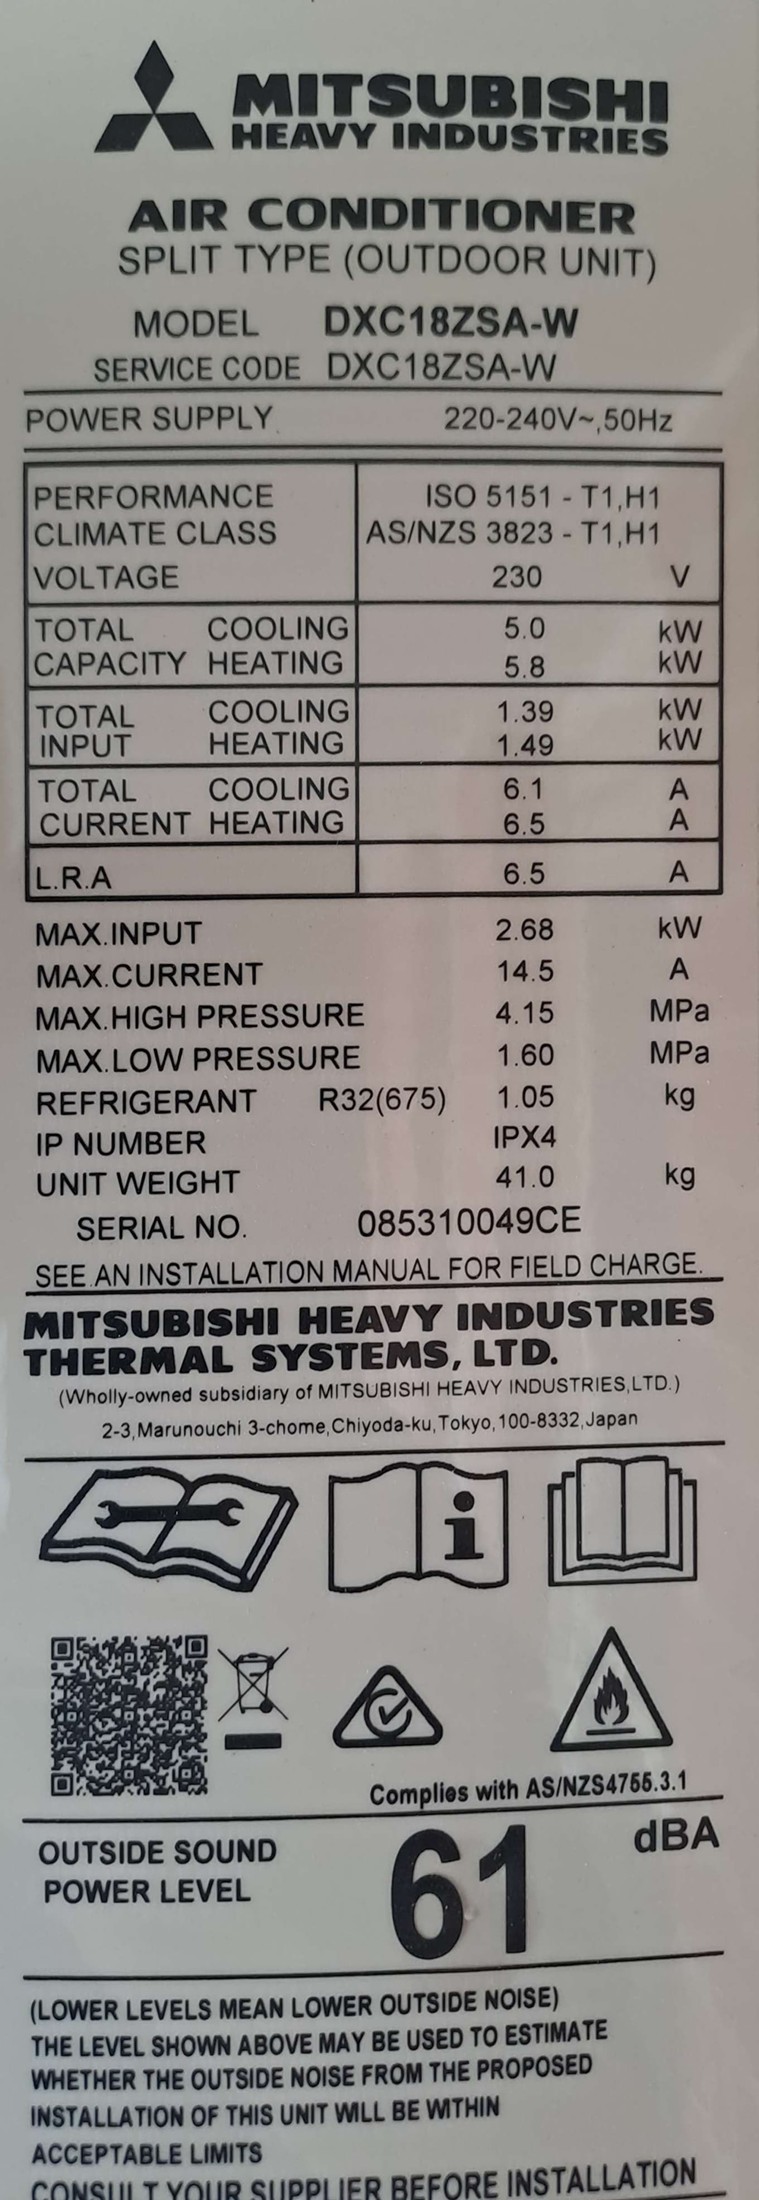 MITSUBISHI
HEAVY INDUSTRIES
AIR CONDITIONER
SPLIT TYPE (OUTDOOR UNIT)
MODEL DXC18ZSA-W
SERVICE CODE DXC18ZSA-W
POWER SUPPLY 220-240V~,50Hz
PERFORMANCE ISO 5151 - T1,H1
CLIMATE CLASS AS/NZS 3823 - T1,H1
VOLTAGE 230 V
TOTAL COOLING 5.0 kW
CAPACITY HEATING 5.8 kW
TOTAL COOLING 1.39 kW
INPUT HEATING 1.49 kW
TOTAL COOLING 6.1 A
CURRENT HEATING 6.5 A
L.R.A 6.5 A
MAX.INPUT 2.68 kW
MAX.CURRENT 14.5 A
MAX.HIGH PRESSURE 4.15 MPa
MAX.LOW PRESSURE 1.60 MPa
REFRIGERANT R32(675) 1.05 kg
IP NUMBER IPX4
UNIT WEIGHT 41.0 kg
SERIAL NO. 085310049CE
SEE AN INSTALLATION MANUAL FOR FIELD CHARGE.
MITSUBISHI HEAVY INDUSTRIES
THERMAL SYSTEMS, LTD.
(Wholly-owned subsidiary of MITSUBISHI HEAVY INDUSTRIES,LTD.)
2-3,Marunouchi 3-chome,Chiyoda-ku,Tokyo,100-8332,Japan
Complies with AS/NZS4755.3.1
OUTSIDE SOUND
POWER LEVEL 61 dBA
(LOWER LEVELS MEAN LOWER OUTSIDE NOISE)
THE LEVEL SHOWN ABOVE MAY BE USED TO ESTIMATE
WHETHER THE OUTSIDE NOISE FROM THE PROPOSED
INSTALLATION OF THIS UNIT WILL BE WITHIN
ACCEPTABLE LIMITS
CONSULT YOUR SUPPLIER BEFORE INSTALLATION